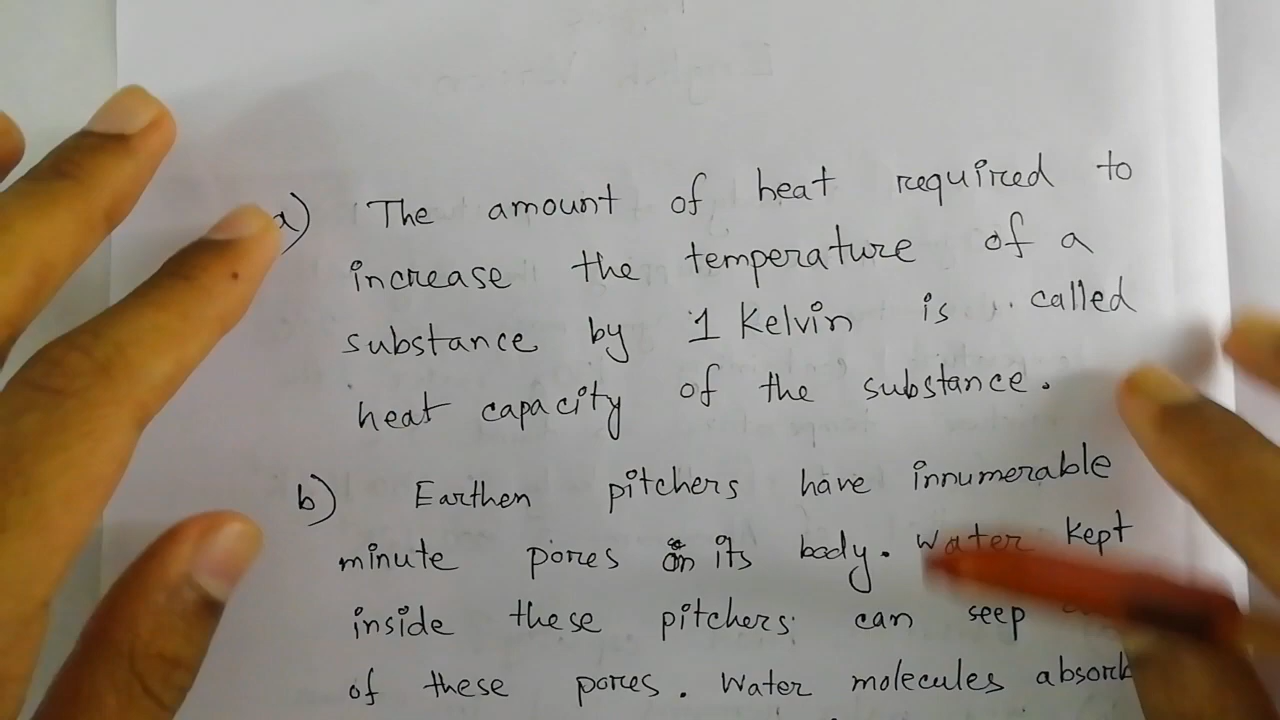 a) The amount of heat required to
increase the temperature of a
substance by 1 Kelvin is called
heat capacity of the substance.
b) Earthen pitchers have innumerable
minute pores on its body. Water kept
inside these pitchers can seep
of these pores. Water molecules absorb